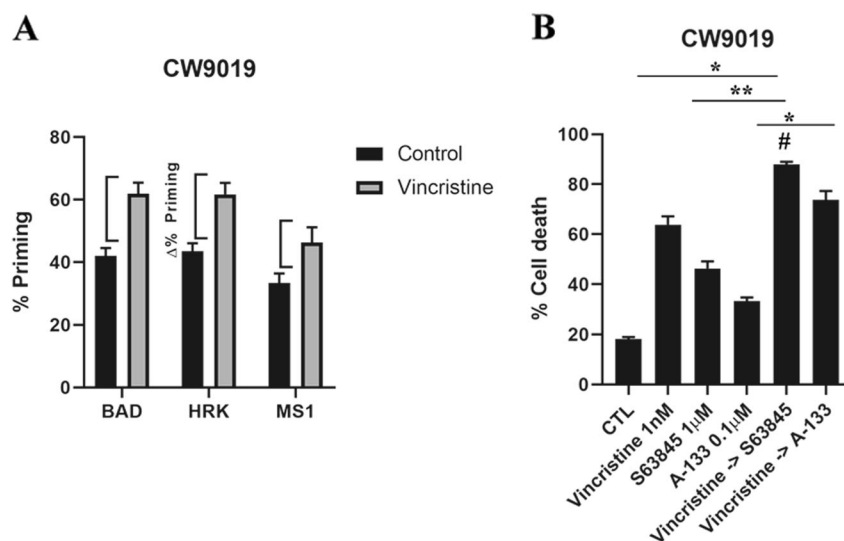 A
CW9019
% Priming
80
60
40
20
0
Δ% Priming
BAD HRK MS1
Control
Vincristine
B
CW9019
*
**
*
#
% Cell death
100
80
60
40
20
0
CTL
Vincristine 1nM
S63845 1μM
A-133 0.1μM
Vincristine -> S63845
Vincristine -> A-133